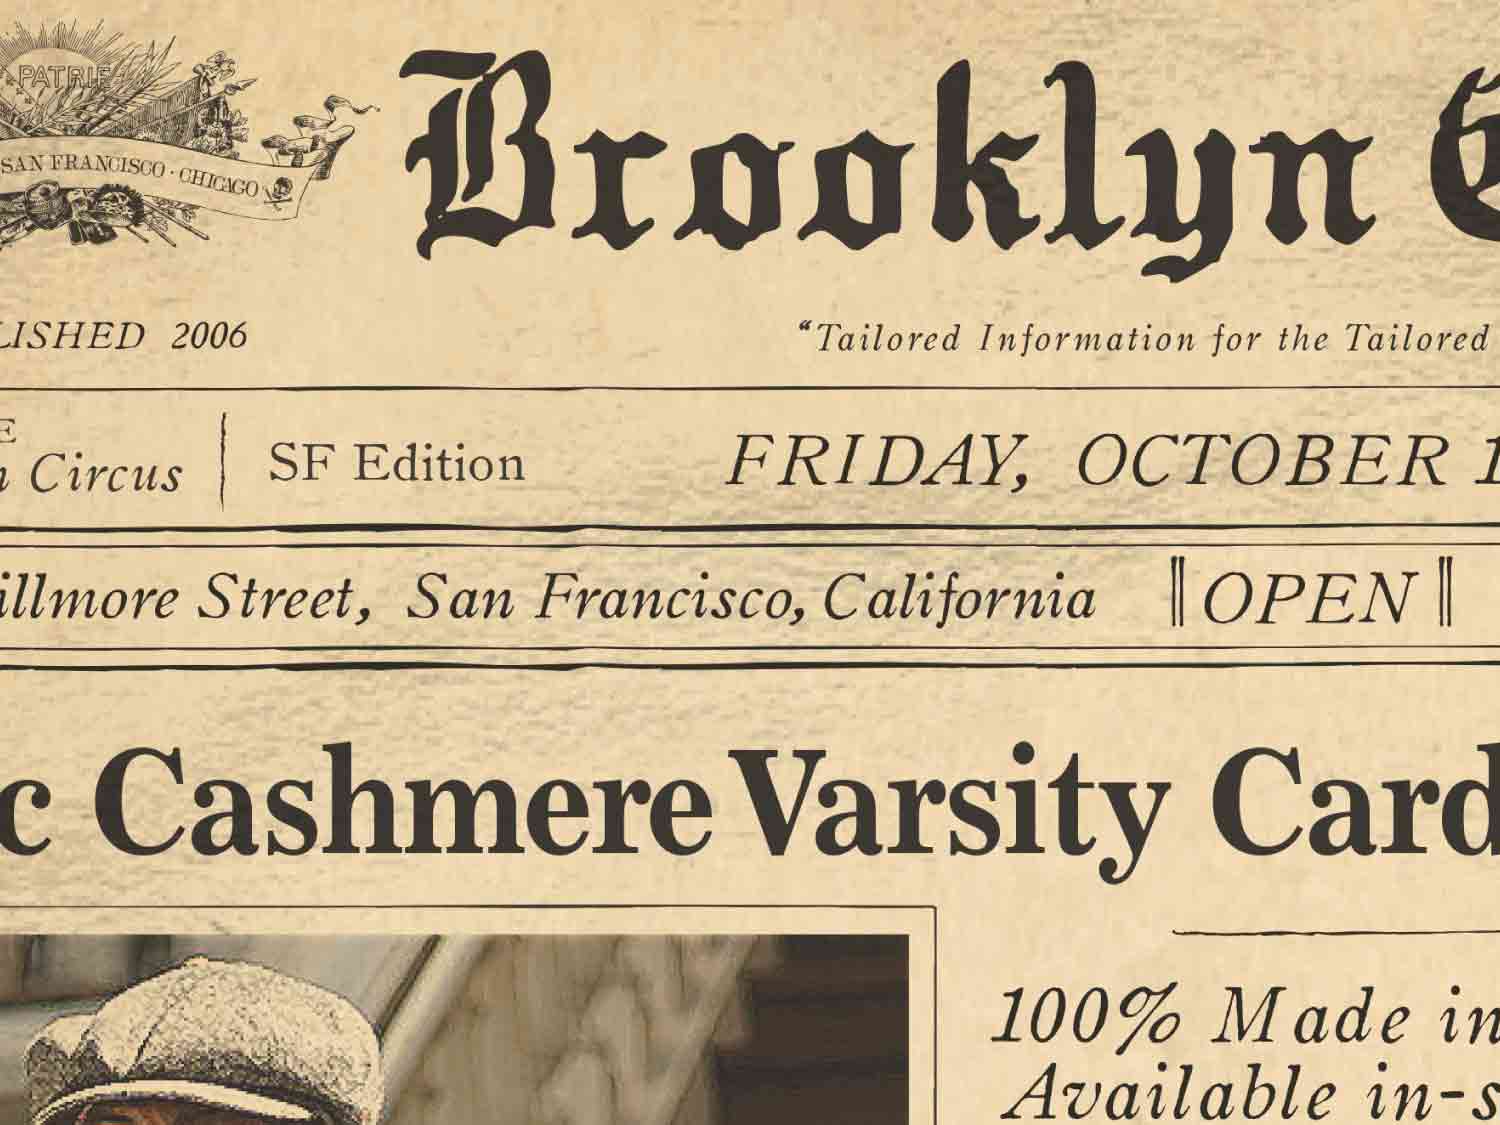 PATRIE
SAN FRANCISCO · CHICAGO
Brooklyn C
LISHED 2006
“Tailored Information for the Tailored
E
n Circus
SF Edition
FRIDAY, OCTOBER 1
illmore Street, San Francisco, California
OPEN
c Cashmere Varsity Card
100% Made in
Available in-s